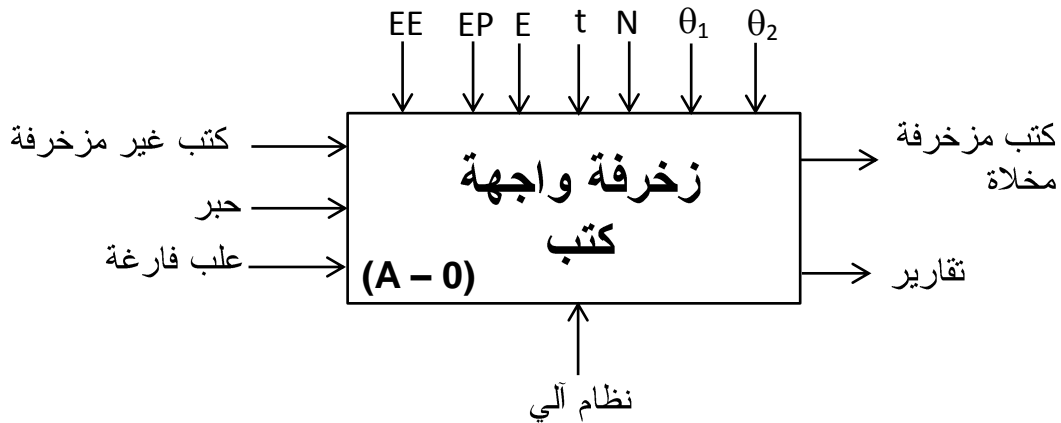 EE EP E t N θ₁ θ₂
كتب غير مزخرفة
حبر
علب فارغة
زخرفة واجهة
كتب
(A – 0)
كتب مزخرفة
مخلاة
تقارير
نظام آلي